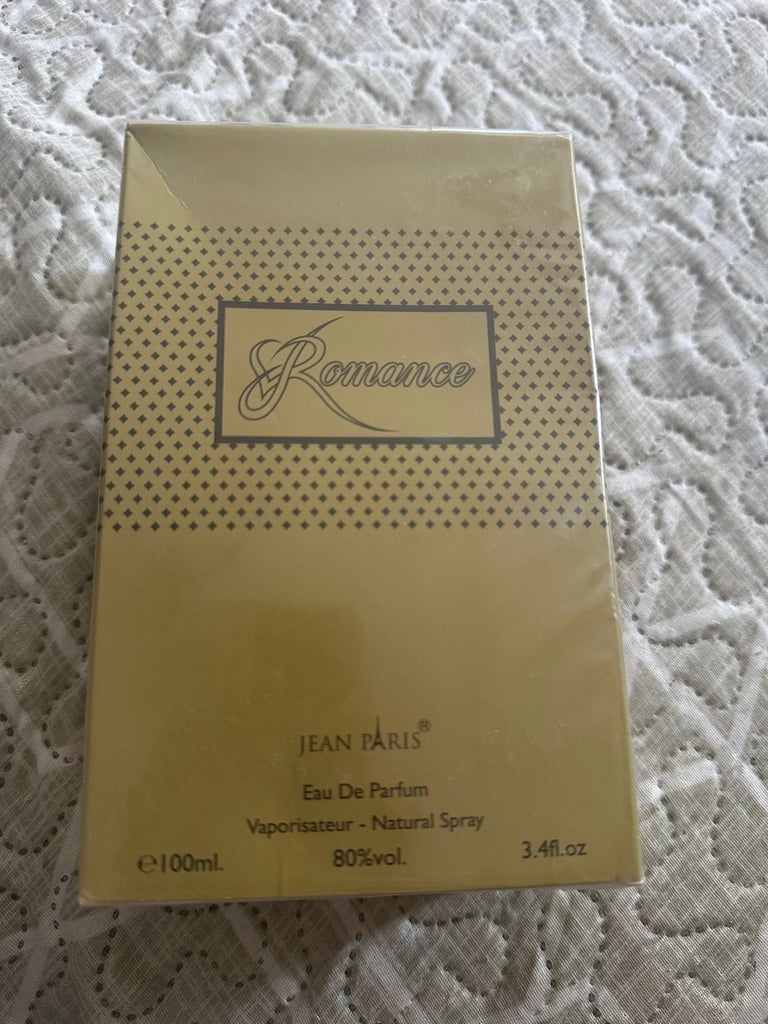 Romance
JEAN PARIS®
Eau De Parfum
Vaporisateur - Natural Spray
℮100ml. 80%vol. 3.4fl.oz